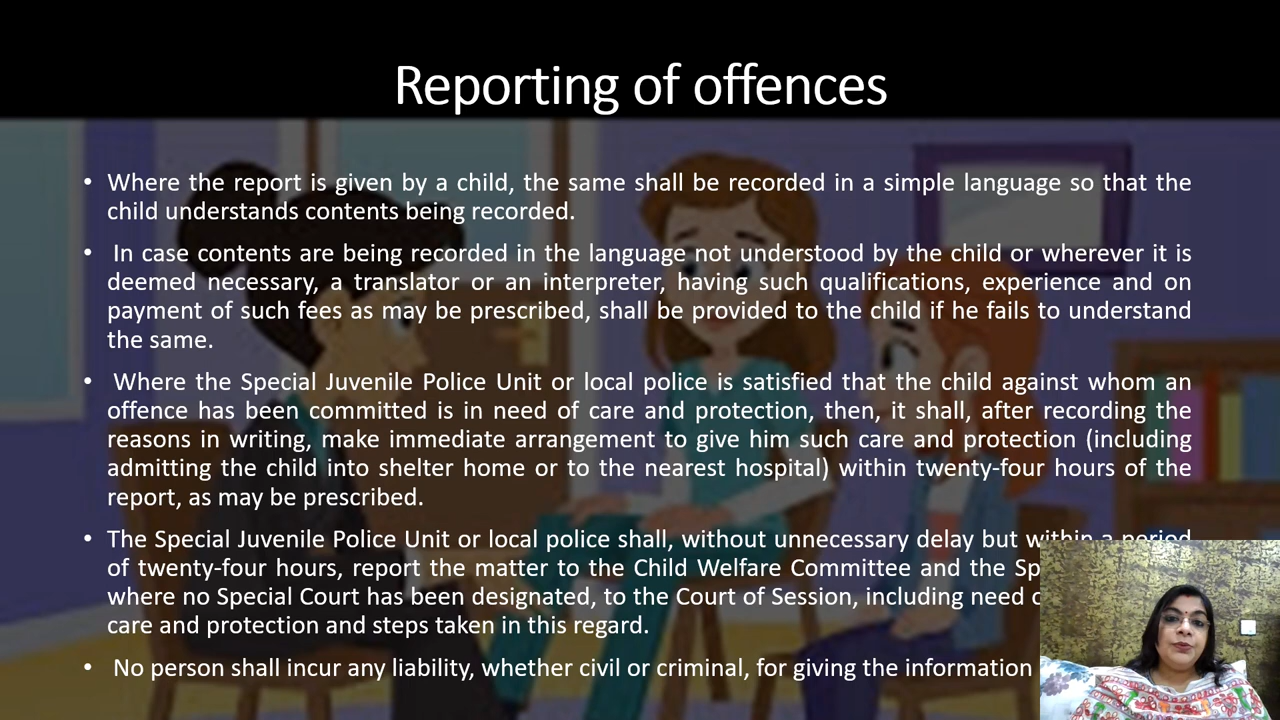 Reporting of offences
• Where the report is given by a child, the same shall be recorded in a simple language so that the
child understands contents being recorded.
• In case contents are being recorded in the language not understood by the child or wherever it is
deemed necessary, a translator or an interpreter, having such qualifications, experience and on
payment of such fees as may be prescribed, shall be provided to the child if he fails to understand
the same.
• Where the Special Juvenile Police Unit or local police is satisfied that the child against whom an
offence has been committed is in need of care and protection, then, it shall, after recording the
reasons in writing, make immediate arrangement to give him such care and protection (including
admitting the child into shelter home or to the nearest hospital) within twenty-four hours of the
report, as may be prescribed.
• The Special Juvenile Police Unit or local police shall, without unnecessary delay but within a period
of twenty-four hours, report the matter to the Child Welfare Committee and the
where no Special Court has been designated, to the Court of Session, including need
care and protection and steps taken in this regard.
• No person shall incur any liability, whether civil or criminal, for giving the information